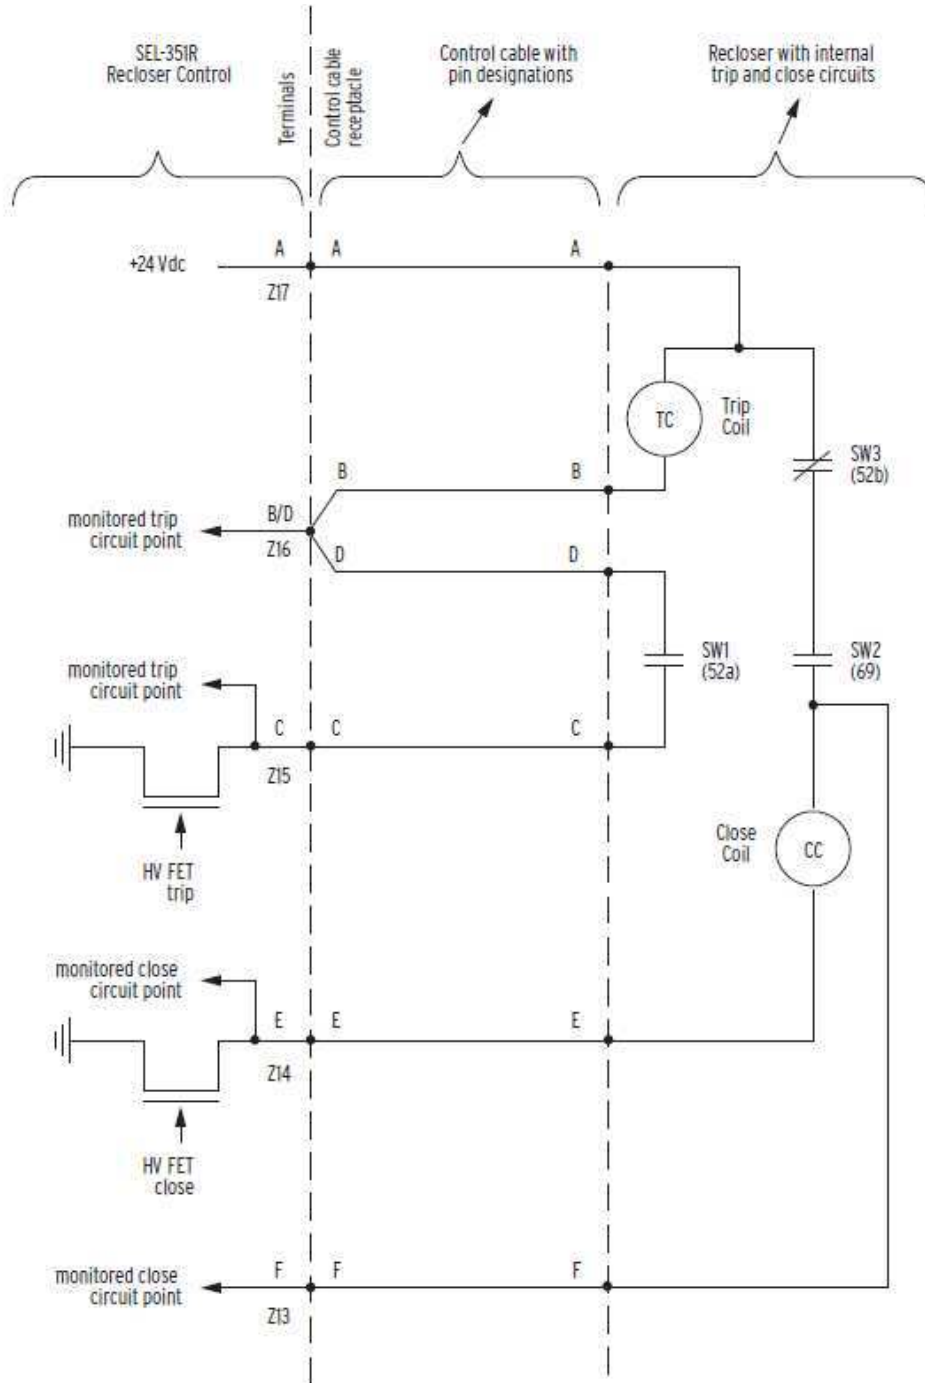 SEL-351R
Recloser Control
Terminals
Control cable
receptacle
Control cable with
pin designations
Recloser with internal
trip and close circuits
+24 Vdc
A
A
A
Z17
TC
Trip
Coil
SW3
(52b)
B
B
monitored trip
circuit point
B/D
Z16
D
D
SW1
(52a)
SW2
(69)
monitored trip
circuit point
C
C
C
Z15
HV FET
trip
Close
Coil
CC
monitored close
circuit point
E
E
E
Z14
HV FET
close
monitored close
circuit point
F
F
F
Z13